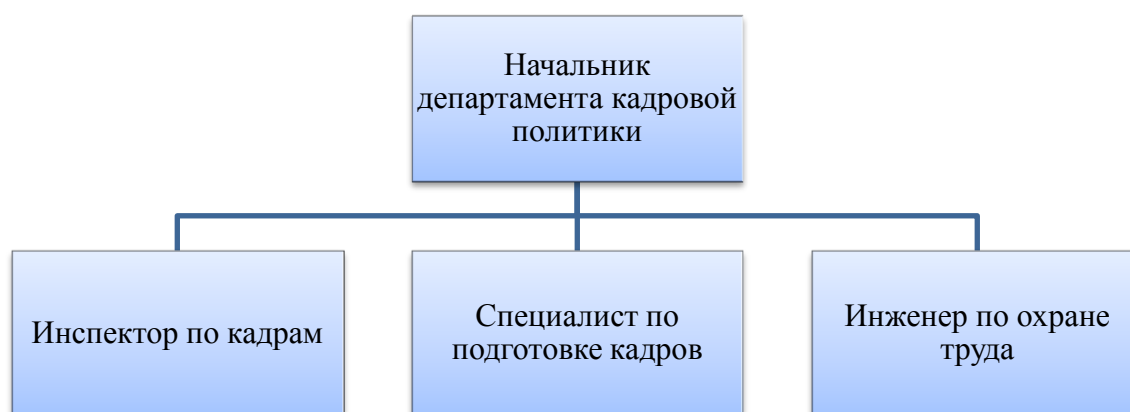 Начальник
департамента кадровой
политики
Инспектор по кадрам
Специалист по
подготовке кадров
Инженер по охране
труда